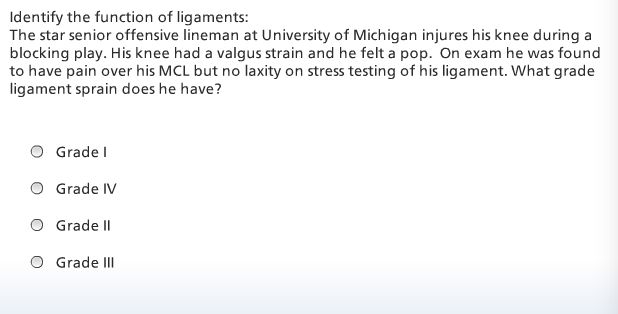 Identify the function of ligaments:
The star senior offensive lineman at University of Michigan injures his knee during a
blocking play. His knee had a valgus strain and he felt a pop.  On exam he was found
to have pain over his MCL but no laxity on stress testing of his ligament. What grade
ligament sprain does he have?
Grade I
Grade IV
Grade II
Grade III